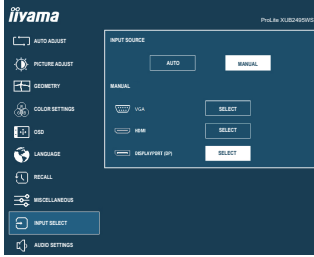 iiyama
ProLite XUB2495WS
AUTO ADJUST
PICTURE ADJUST
GEOMETRY
COLOR SETTINGS
OSD
LANGUAGE
RECALL
MISCELLANEOUS
INPUT SELECT
AUDIO SETTINGS
INPUT SOURCE
AUTO
MANUAL
MANUAL
VGA
SELECT
HDMI
SELECT
DISPLAYPORT (DP)
SELECT